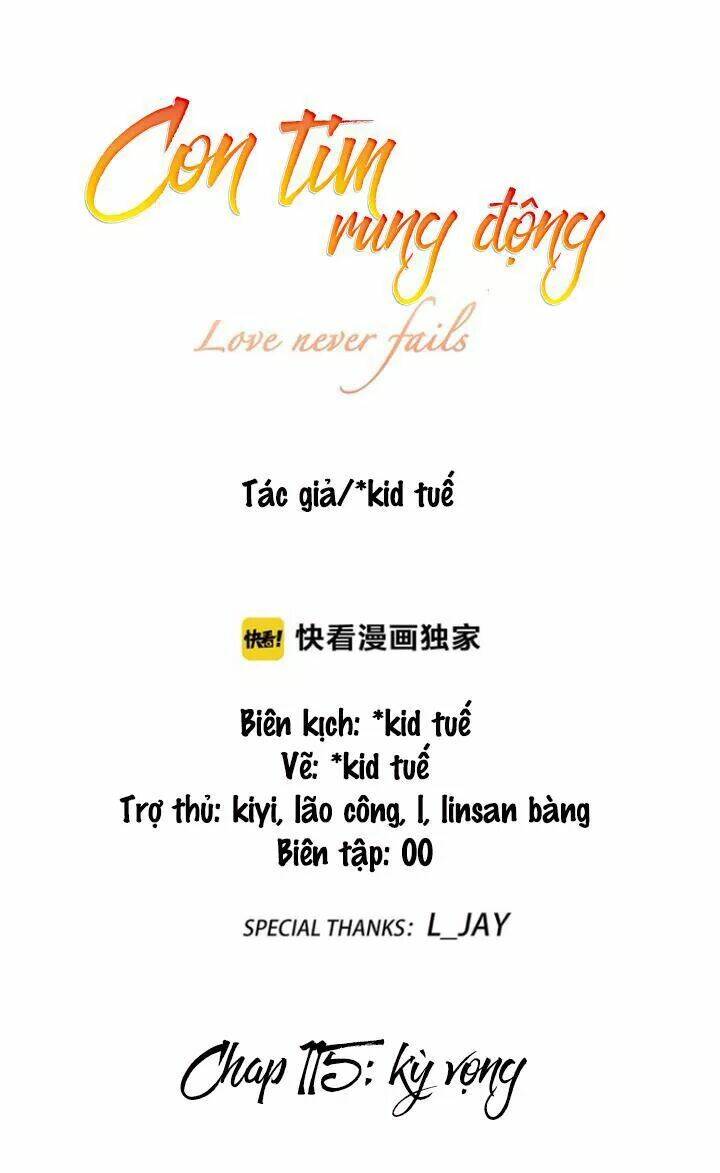 Con tim
rung động
Love never fails
Tác giả/*kid tuế
快看! 快看漫画独家
Biên kịch: *kid tuế
Vẽ: *kid tuế
Trợ thủ: kiyi, lão công, l, linsan bàng
Biên tập: 00
SPECIAL THANKS: L_JAY
Chap 115: kỳ vọng